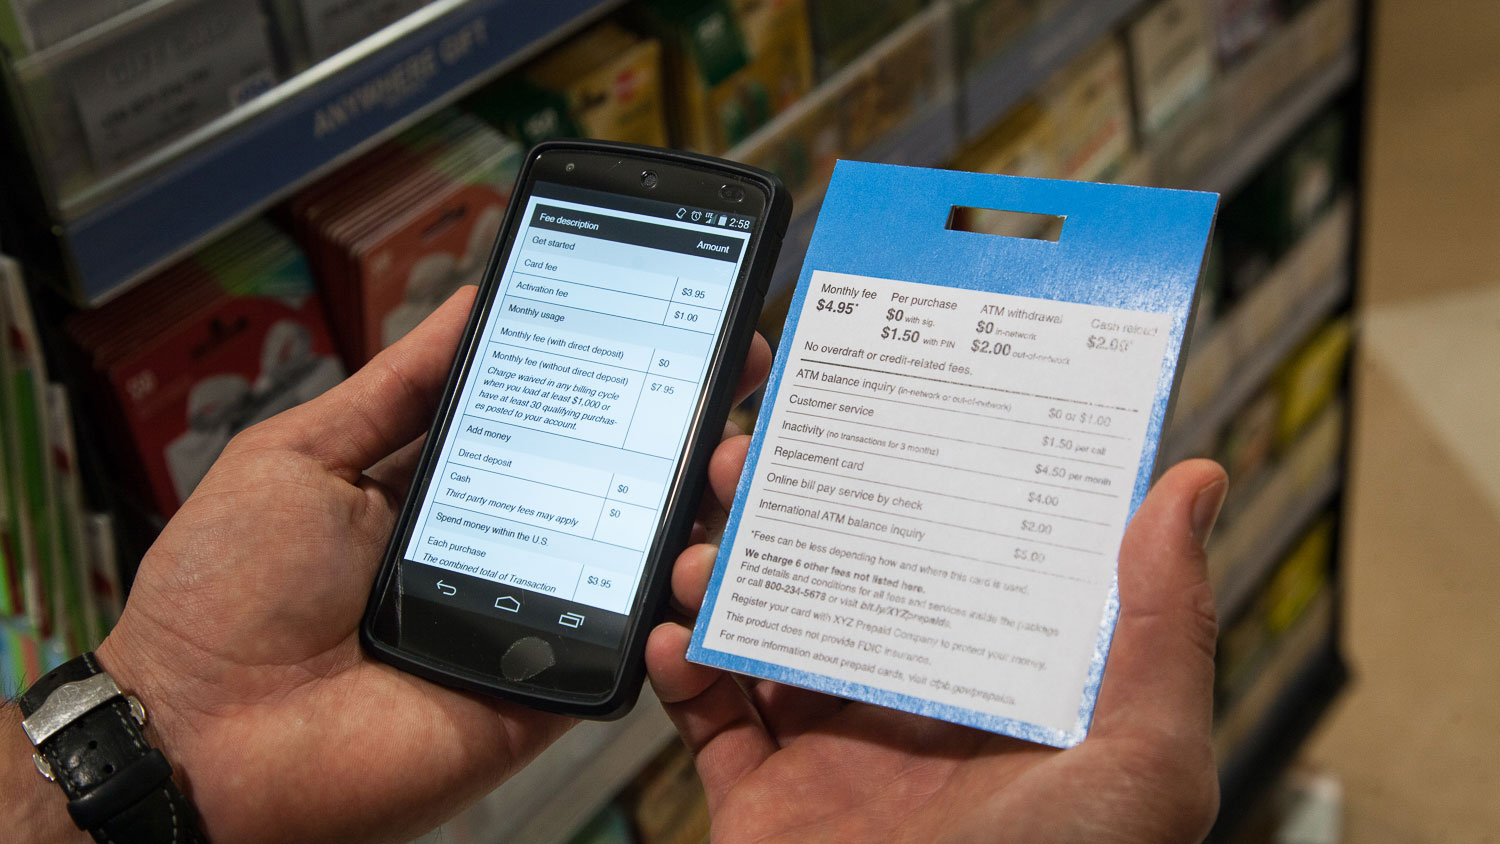 ANYWHERE GIFT
2:58
Fee description
Amount
Get started
Card fee
$3.95
Activation fee
$1.00
Monthly usage
Monthly fee (with direct deposit)
$0
Monthly fee (without direct deposit)
$7.95
Charge waived in any billing cycle
when you load at least $1,000 or
have at least 30 qualifying purchas-
es posted to your account.
Add money
Direct deposit
$0
Cash
$0
Third party money fees may apply
Spend money within the U.S.
Each purchase
$3.95
The combined total of Transaction
Monthly fee
$4.95*
Per purchase
$0 with sig.
$1.50 with PIN
ATM withdrawal
$0 in-network
$2.00 out-of-network
Cash reload
No overdraft or credit-related fees.
ATM balance inquiry (in-network or out-of-network)
$0 or $1.00
Customer service
$1.50 per call
Inactivity (no transactions for 3 months)
$4.50 per month
Replacement card
$4.00
Online bill pay service by check
$2.00
International ATM balance inquiry
$5.00
*Fees can be less depending how and where this card is used.
We charge 6 other fees not listed here.
Find details and conditions for all fees and services inside the package
or call 800-234-5678 or visit bit.ly/XYZprepaids.
Register your card with XYZ Prepaid Company to protect your money.
This product does not provide FDIC insurance.
For more information about prepaid cards, visit cfpb.gov/prepaids.